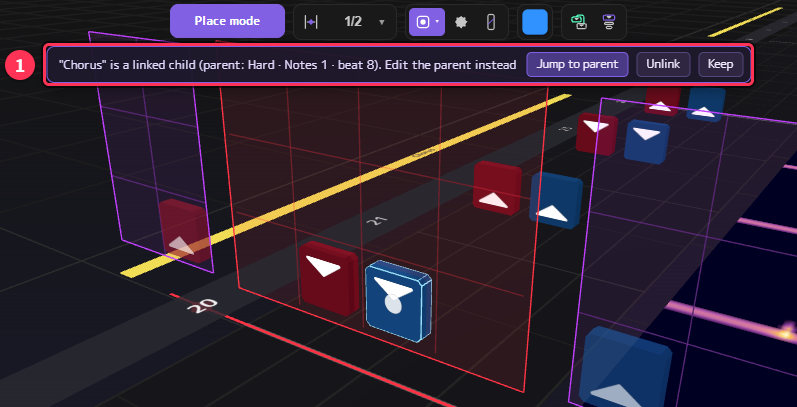 Place mode
1/2
1
"Chorus" is a linked child (parent: Hard · Notes 1 · beat 8). Edit the parent instead
Jump to parent
Unlink
Keep
21
20